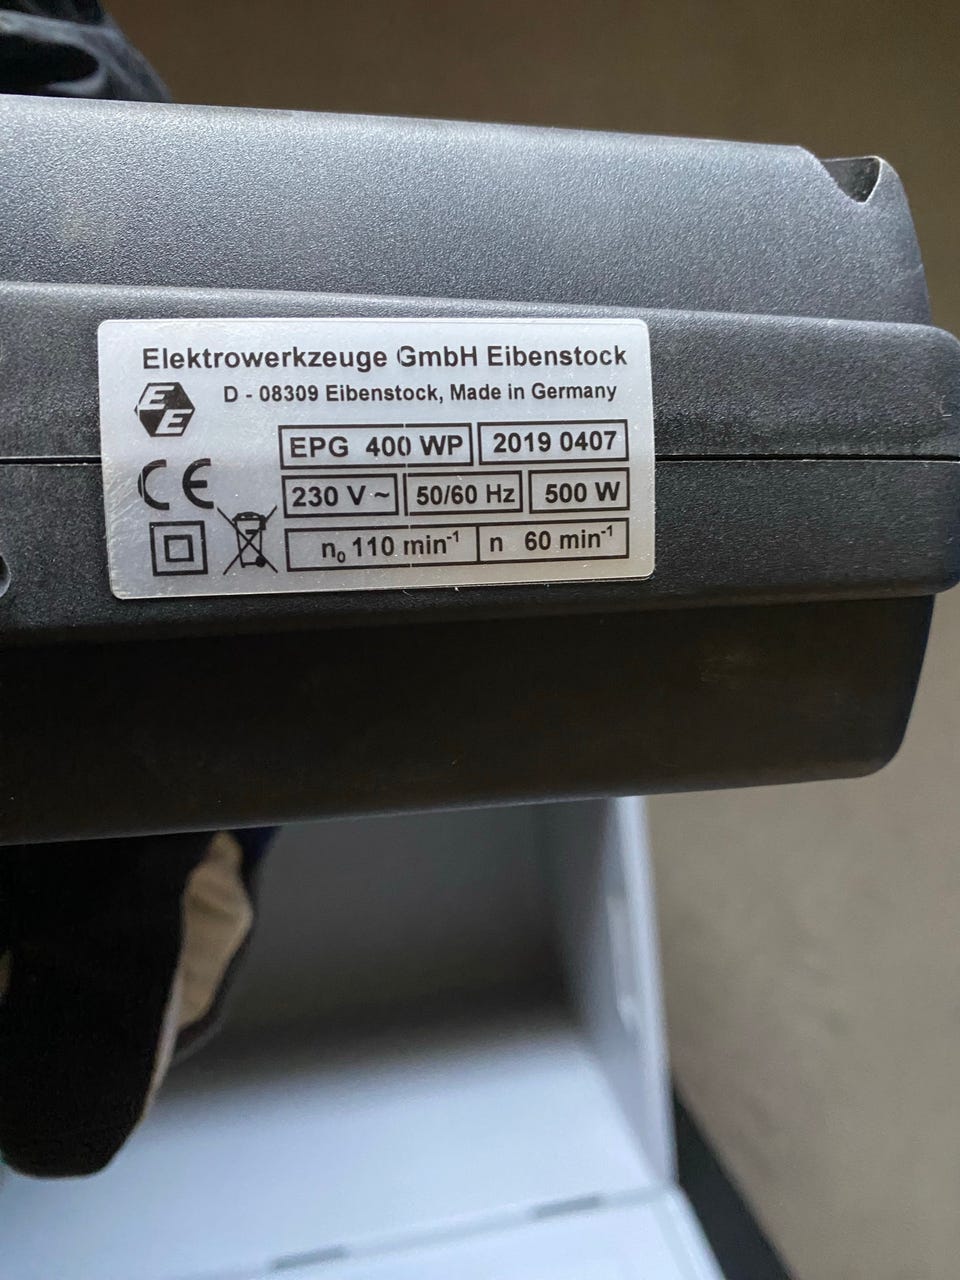 Elektrowerkzeuge GmbH Eibenstock
D - 08309 Eibenstock, Made in Germany
EE
EPG 400 WP 2019 0407
CE 230 V ~ 50/60 Hz 500 W
n₀ 110 min⁻¹ n 60 min⁻¹